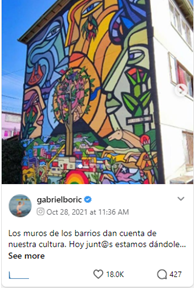 gabrielboric
Oct 28, 2021 at 11:36 AM
Los muros de los barrios dan cuenta de
nuestra cultura. Hoy junt@s estamos dándole...
See more
18.0K
427